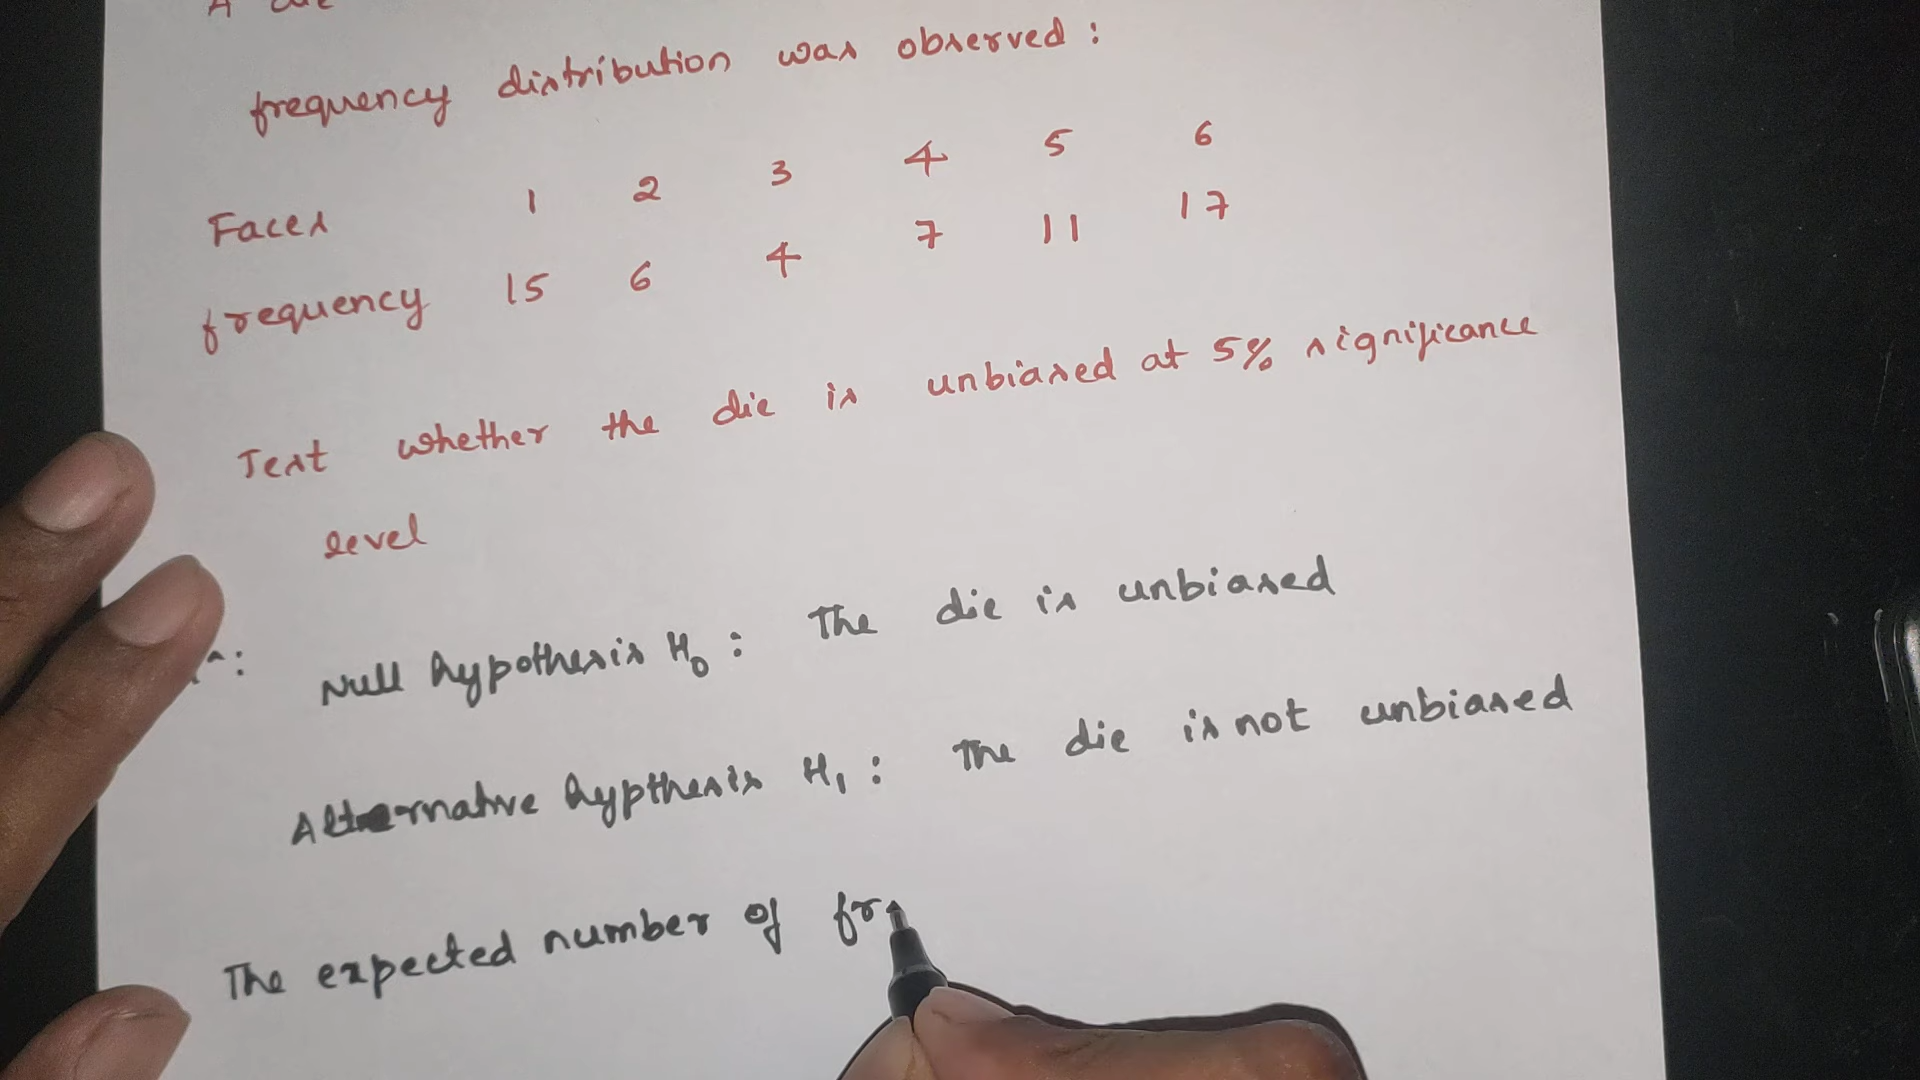 frequency distribution was observed :
Faces 1 2 3 4 5 6
frequency 15 6 4 7 11 17
Test whether the die is unbiased at 5% significance
level
Null hypothesis H₀ : The die is unbiased
Alternative hypthesis H₁ : The die is not unbiased
The expected number of fr